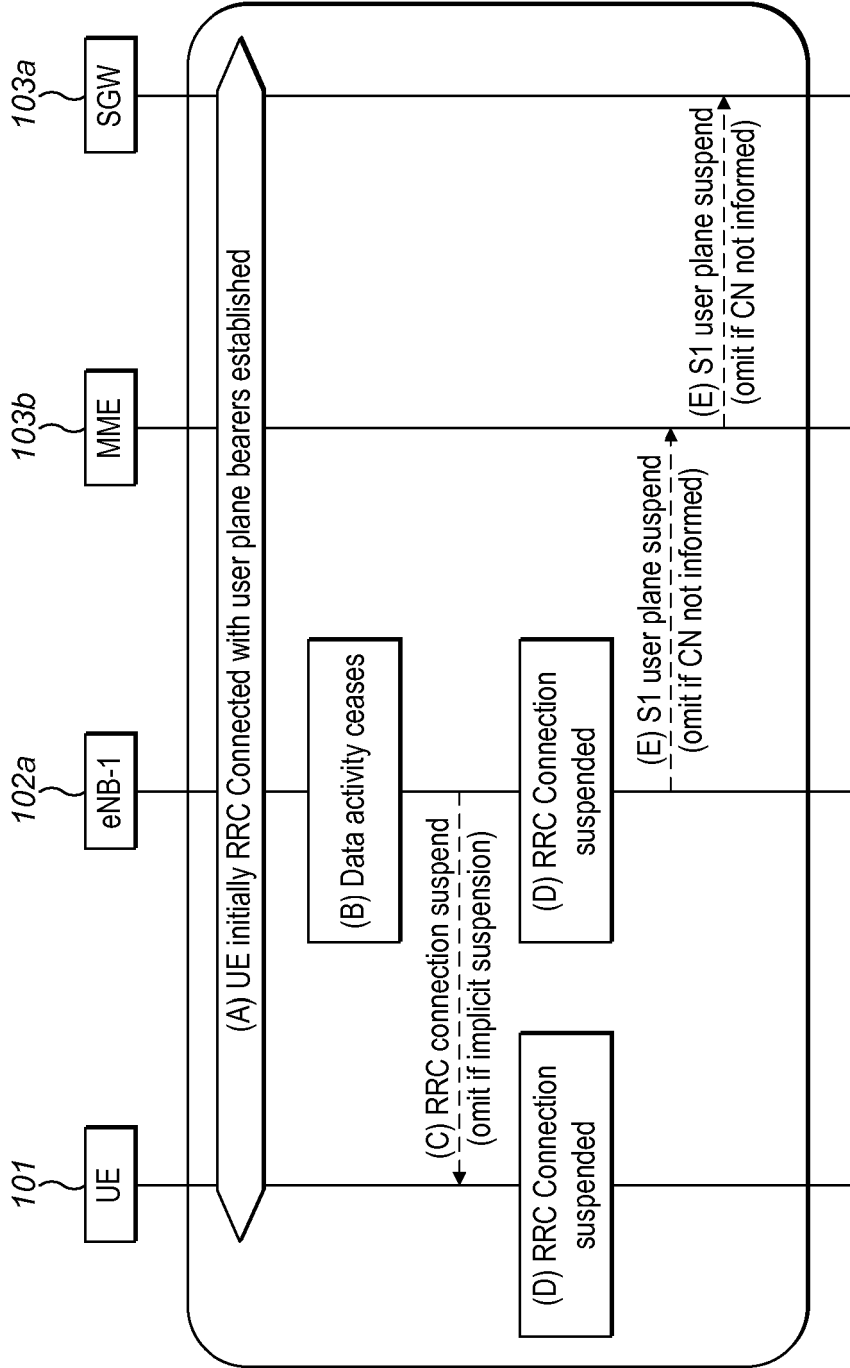 101
102a
103b
103a
UE
eNB-1
MME
SGW
(A) UE initially RRC Connected with user plane bearers established
(B) Data activity ceases
(C) RRC connection suspend
(omit if implicit suspension)
(D) RRC Connection
suspended
(D) RRC Connection
suspended
(E) S1 user plane suspend
(omit if CN not informed)
(E) S1 user plane suspend
(omit if CN not informed)